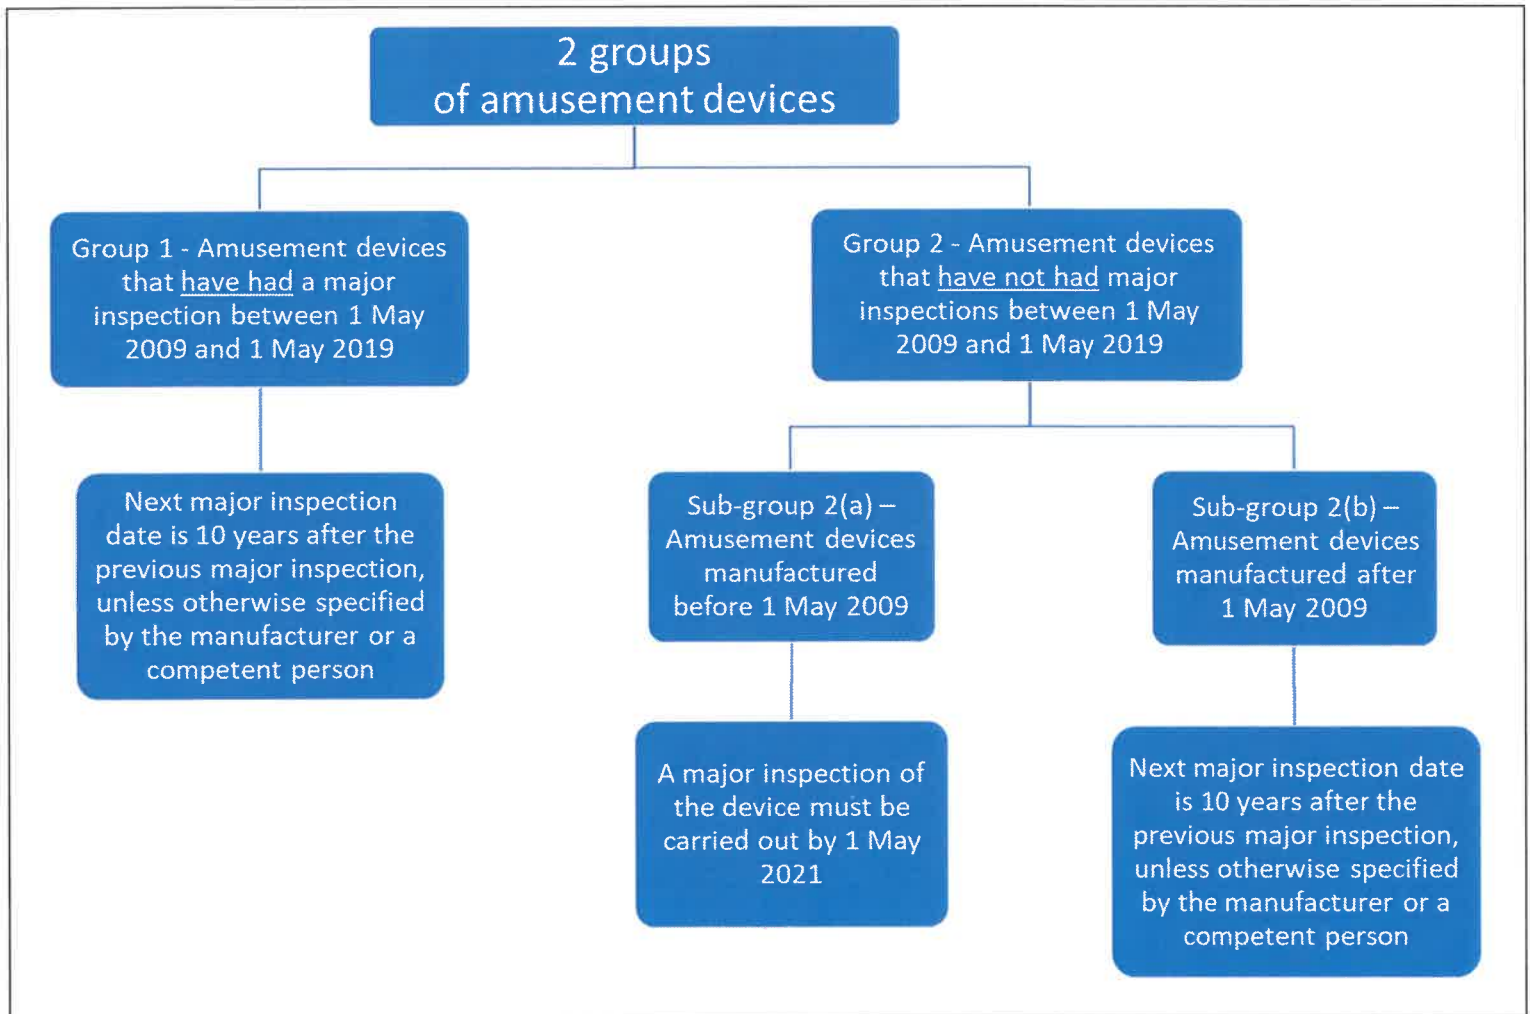 2 groups
of amusement devices
Group 1 - Amusement devices
that have had a major
inspection between 1 May
2009 and 1 May 2019
Group 2 - Amusement devices
that have not had major
inspections between 1 May
2009 and 1 May 2019
Next major inspection
date is 10 years after the
previous major inspection,
unless otherwise specified
by the manufacturer or a
competent person
Sub-group 2(a) –
Amusement devices
manufactured
before 1 May 2009
Sub-group 2(b) –
Amusement devices
manufactured after
1 May 2009
A major inspection of
the device must be
carried out by 1 May
2021
Next major inspection date
is 10 years after the
previous major inspection,
unless otherwise specified
by the manufacturer or a
competent person